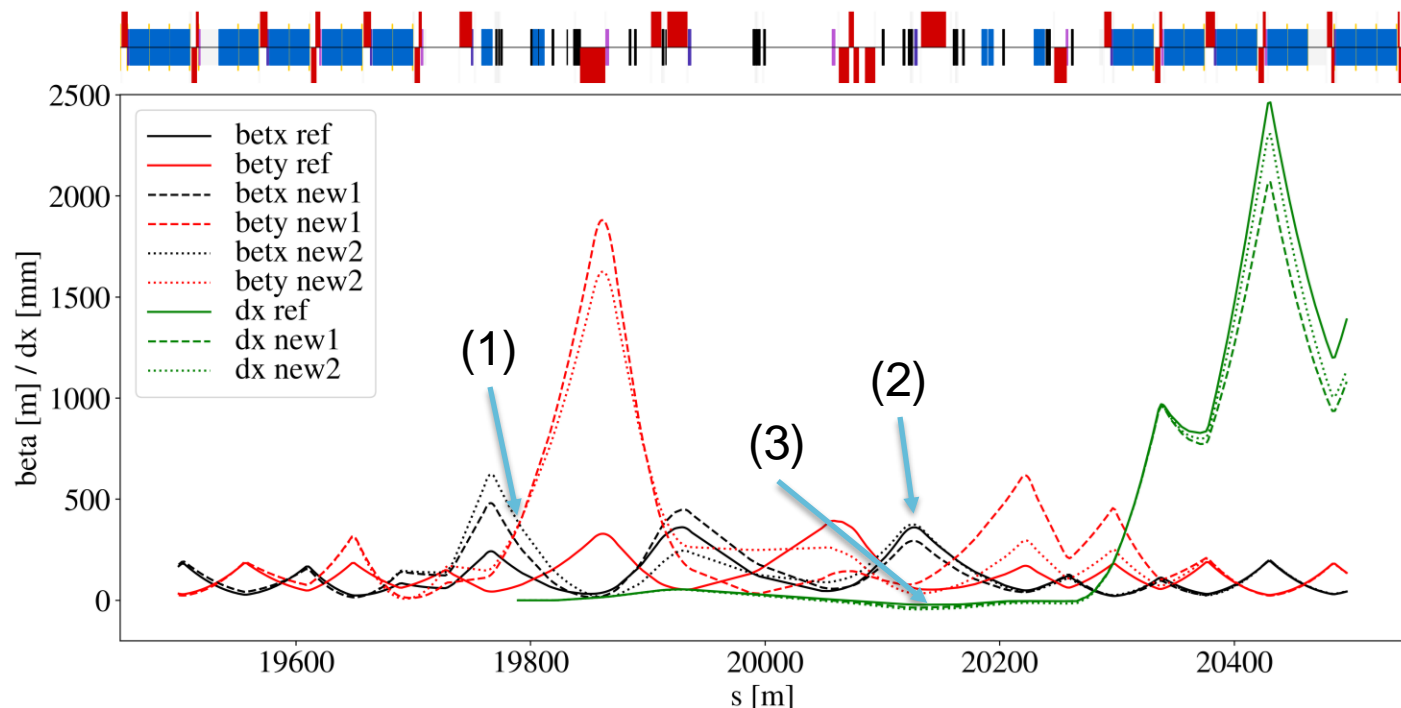 2500
2000
1500
1000
500
0
beta [m] / dx [mm]
betx ref
bety ref
betx new1
bety new1
betx new2
bety new2
dx ref
dx new1
dx new2
(1)
(2)
(3)
19600
19800
20000
20200
20400
s [m]